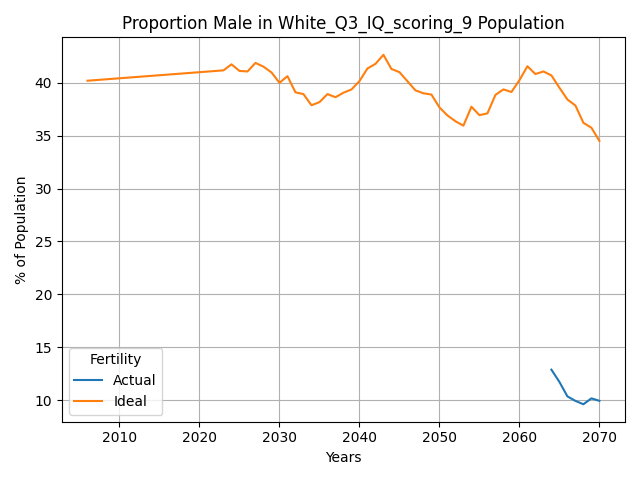 Proportion Male in White_Q3_IQ_scoring_9 Population
% of Population
40
35
30
25
20
15
10
Fertility
Actual
Ideal
2010 2020 2030 2040 2050 2060 2070
Years